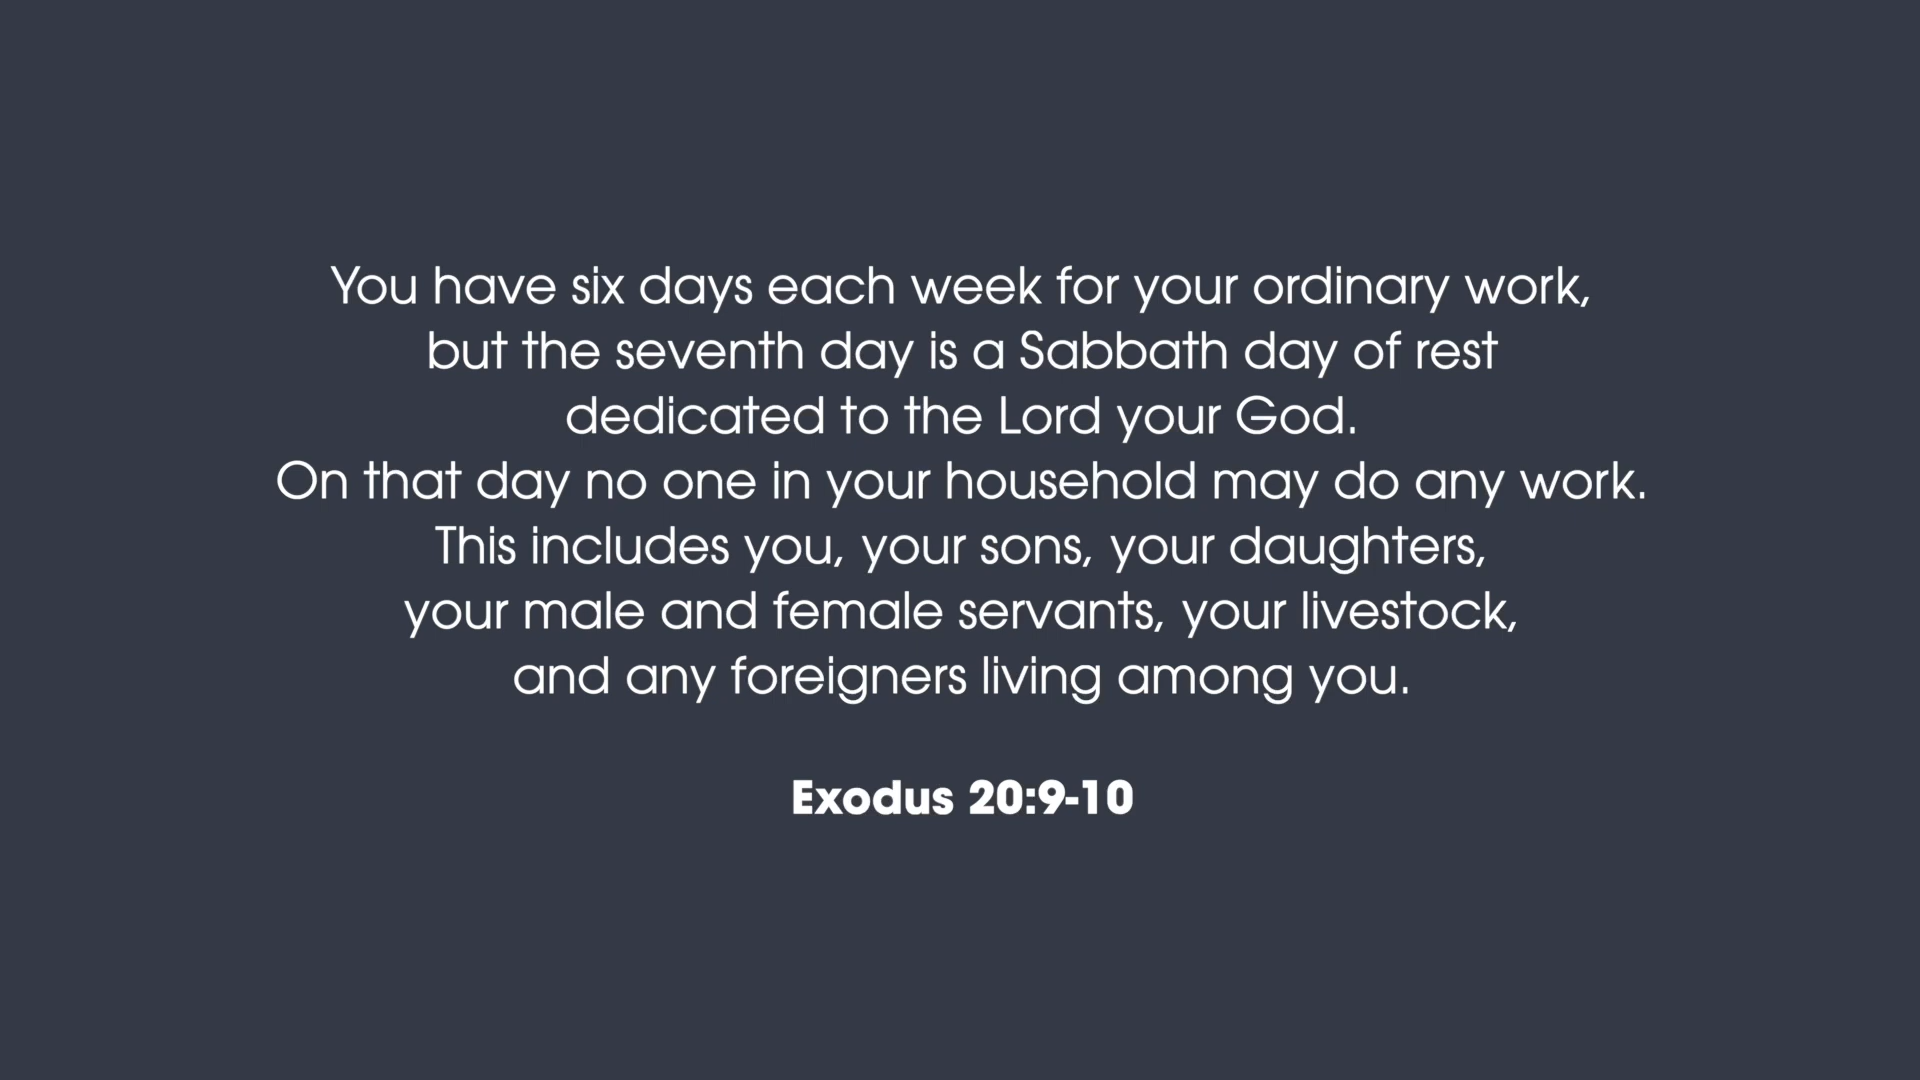 You have six days each week for your ordinary work,
but the seventh day is a Sabbath day of rest
dedicated to the Lord your God.
On that day no one in your household may do any work.
This includes you, your sons, your daughters,
your male and female servants, your livestock,
and any foreigners living among you.
Exodus 20:9-10